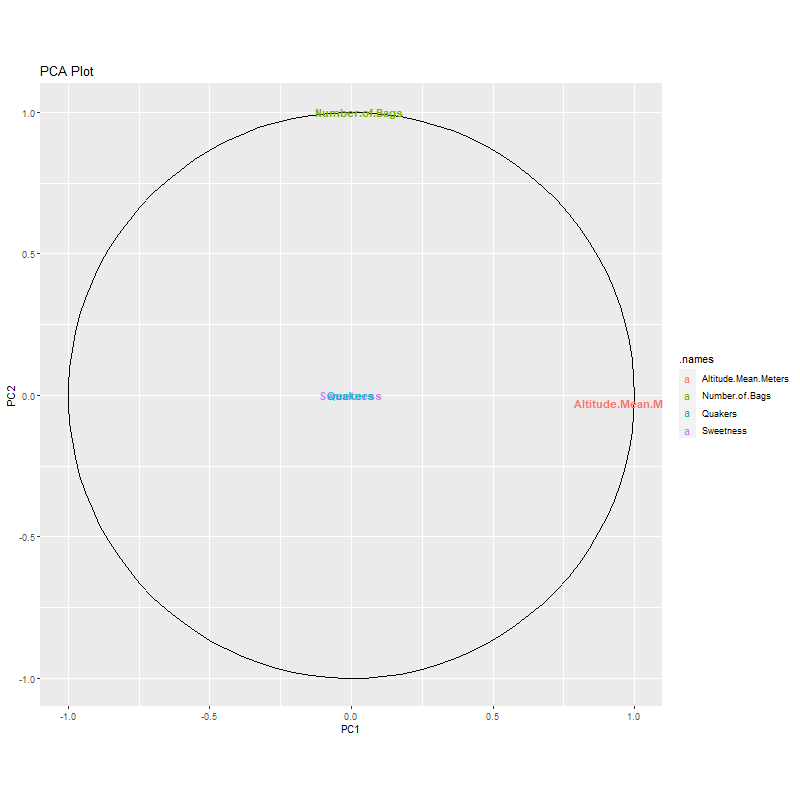 PCA Plot
1.0
0.5
0.0
-0.5
-1.0
PC2
Number.of.Bags
Sweetness
Quakers
Altitude.Mean.M
-1.0
-0.5
0.0
0.5
1.0
PC1
.names
a Altitude.Mean.Meters
a Number.of.Bags
a Quakers
a Sweetness